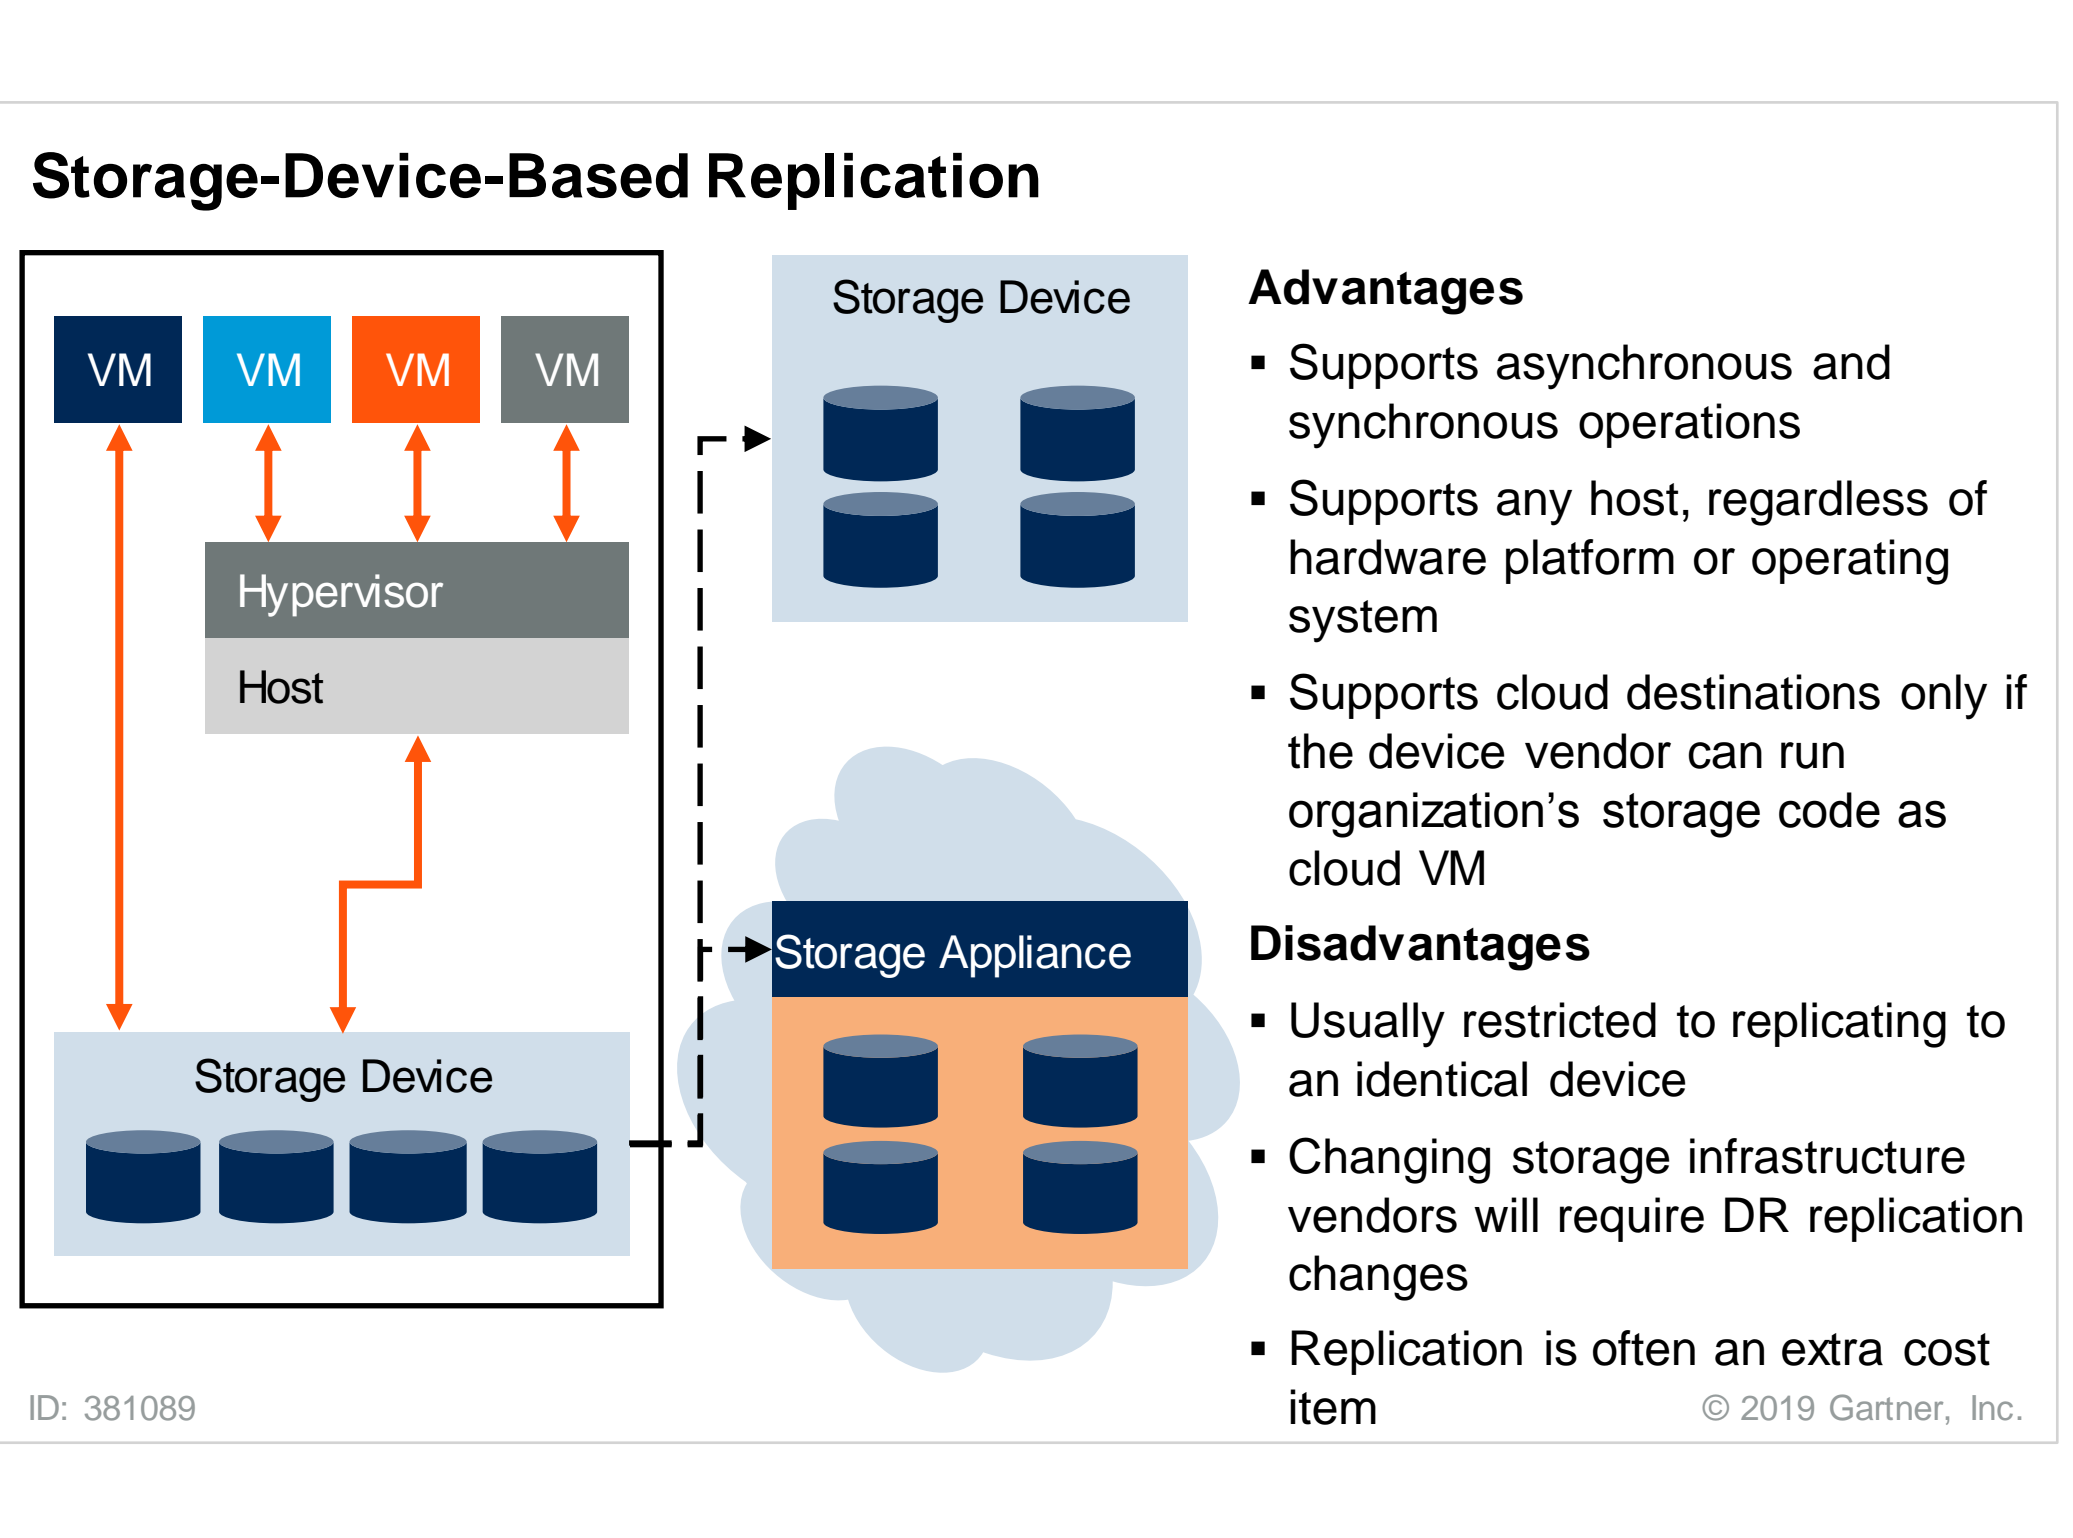 Storage-Device-Based Replication
VM
VM
VM
VM
Hypervisor
Host
Storage Device
Storage Device
Storage Appliance
Advantages
▪ Supports asynchronous and
synchronous operations
▪ Supports any host, regardless of
hardware platform or operating
system
▪ Supports cloud destinations only if
the device vendor can run
organization’s storage code as
cloud VM
Disadvantages
▪ Usually restricted to replicating to
an identical device
▪ Changing storage infrastructure
vendors will require DR replication
changes
▪ Replication is often an extra cost
item
ID: 381089
© 2019 Gartner, Inc.